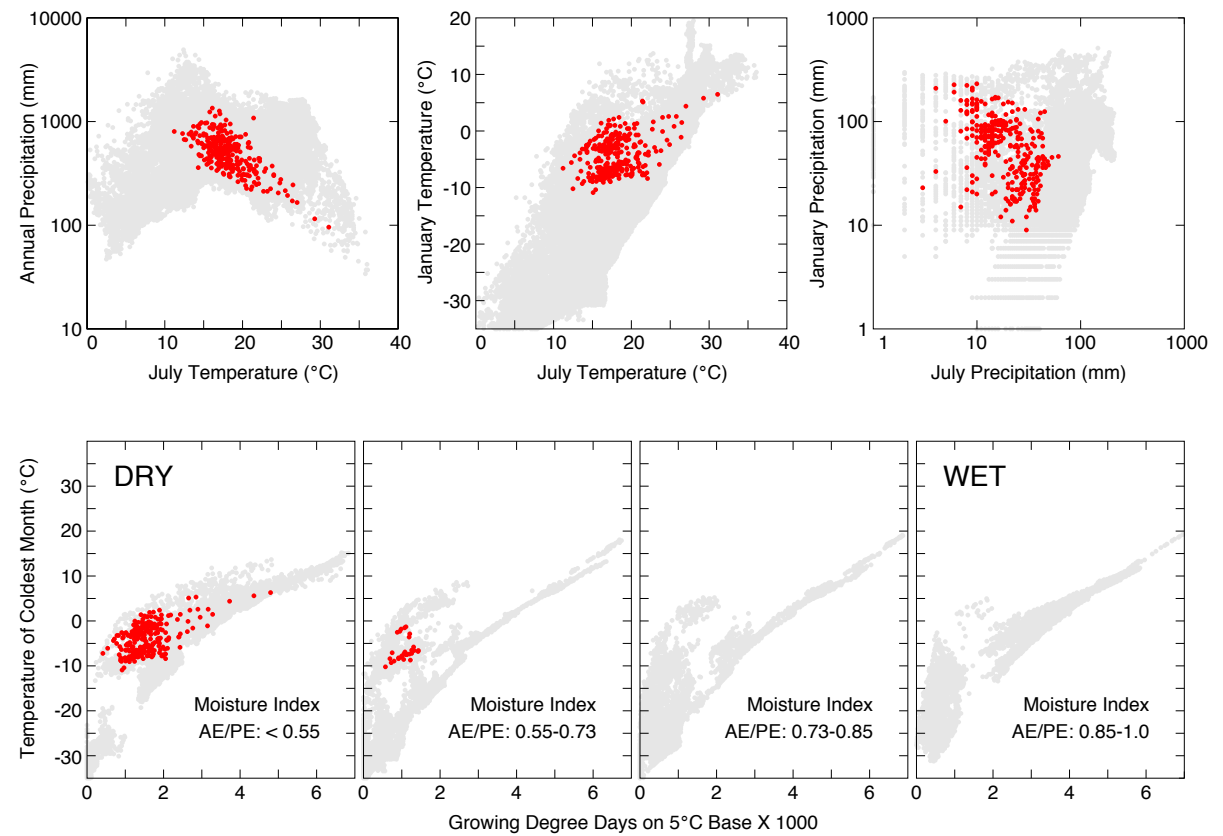 10000
1000
100
10
Annual Precipitation (mm)
0 10 20 30 40
July Temperature (°C)
20
10
0
-10
-20
-30
January Temperature (°C)
0 10 20 30 40
July Temperature (°C)
1000
100
10
1
January Precipitation (mm)
1 10 100 1000
July Precipitation (mm)
Temperature of Coldest Month (°C)
30
20
10
0
-10
-20
-30
DRY
Moisture Index
AE/PE: < 0.55
0 2 4 6
Moisture Index
AE/PE: 0.55-0.73
0 2 4 6
Moisture Index
AE/PE: 0.73-0.85
0 2 4 6
WET
Moisture Index
AE/PE: 0.85-1.0
0 2 4 6
Growing Degree Days on 5°C Base X 1000